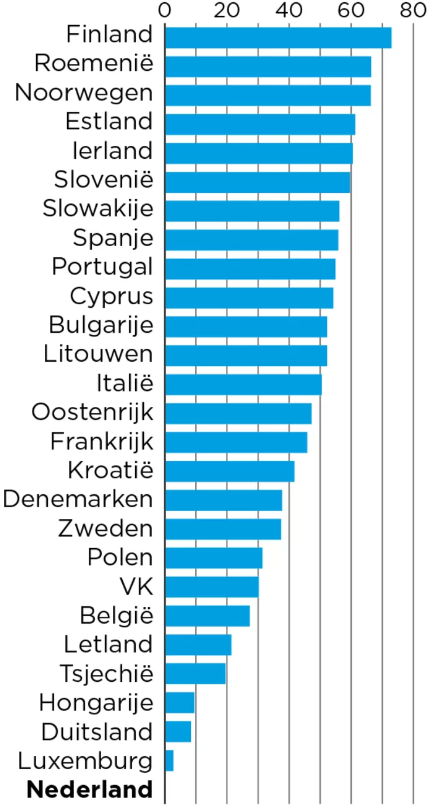 0 20 40 60 80
Finland
Roemenië
Noorwegen
Estland
Ierland
Slovenië
Slowakije
Spanje
Portugal
Cyprus
Bulgarije
Litouwen
Italië
Oostenrijk
Frankrijk
Kroatië
Denemarken
Zweden
Polen
VK
België
Letland
Tsjechië
Hongarije
Duitsland
Luxemburg
Nederland